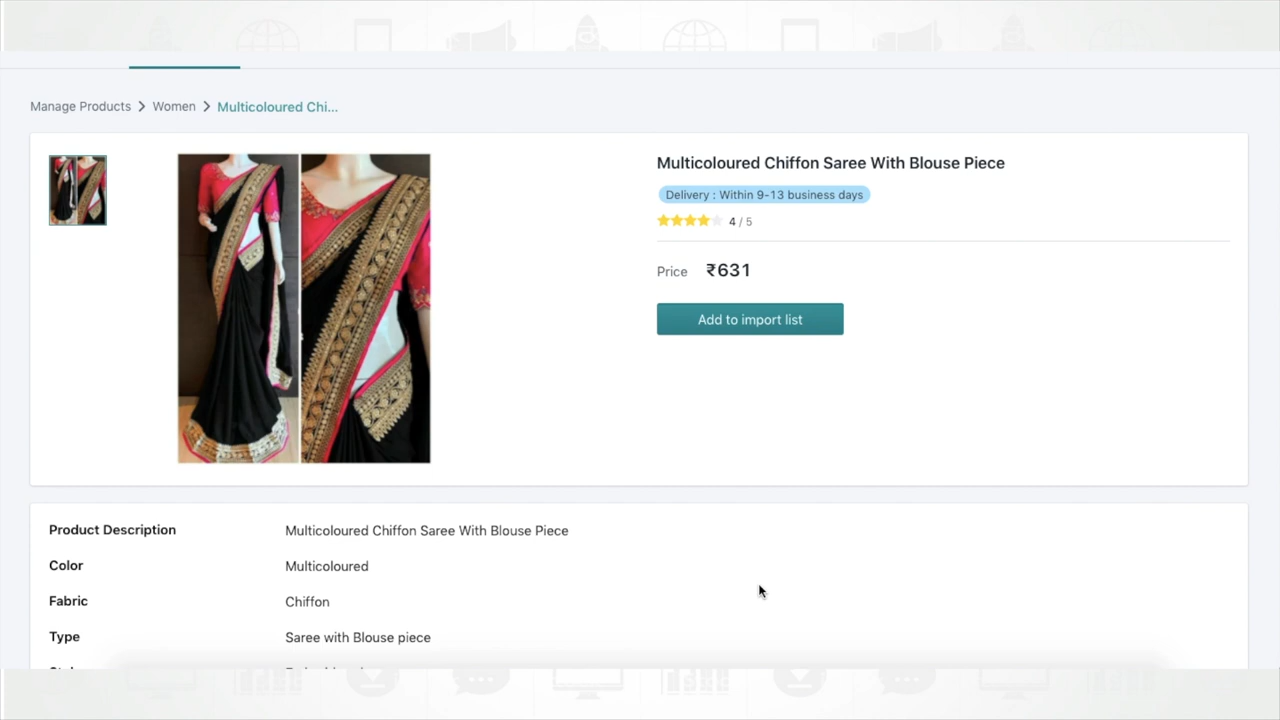 Manage Products > Women > Multicoloured Chi...
Multicoloured Chiffon Saree With Blouse Piece
Delivery : Within 9-13 business days
4 / 5
Price ₹631
Add to import list
Product Description Multicoloured Chiffon Saree With Blouse Piece
Color Multicoloured
Fabric Chiffon
Type Saree with Blouse piece